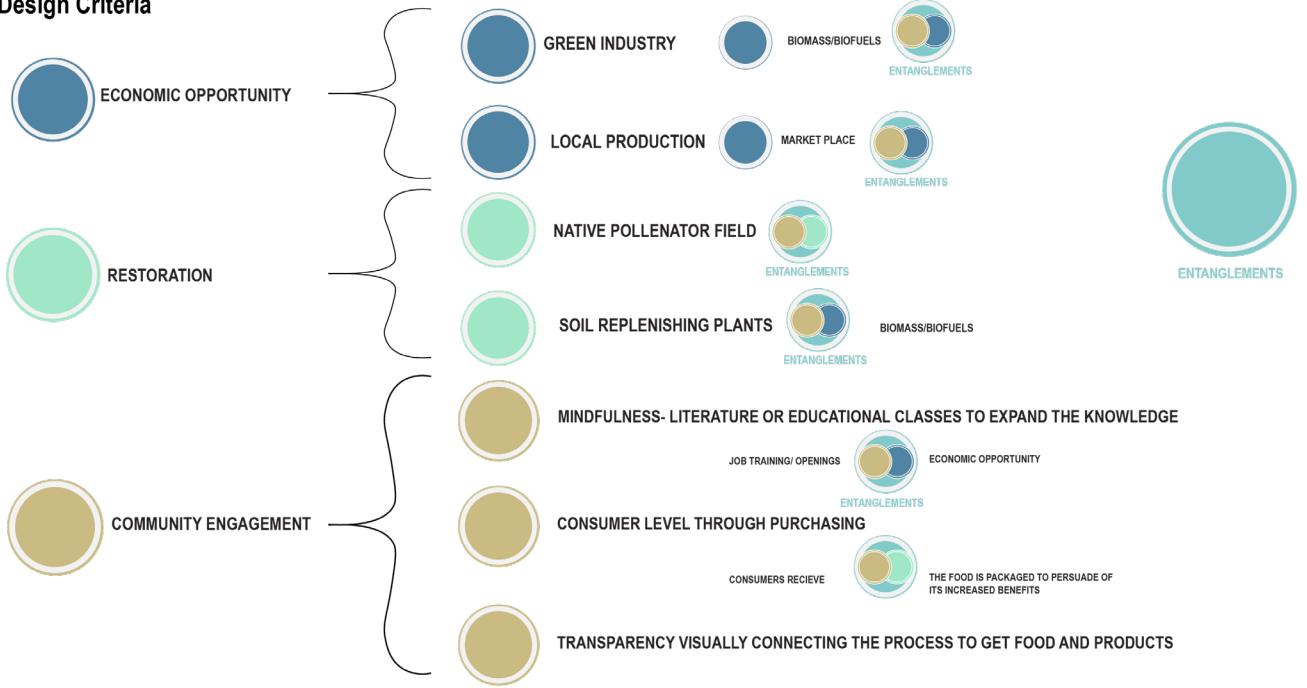 Design Criteria
ECONOMIC OPPORTUNITY
GREEN INDUSTRY
BIOMASS/BIOFUELS
ENTANGLEMENTS
LOCAL PRODUCTION
MARKET PLACE
ENTANGLEMENTS
RESTORATION
NATIVE POLLENATOR FIELD
ENTANGLEMENTS
SOIL REPLENISHING PLANTS
BIOMASS/BIOFUELS
ENTANGLEMENTS
COMMUNITY ENGAGEMENT
MINDFULNESS- LITERATURE OR EDUCATIONAL CLASSES TO EXPAND THE KNOWLEDGE
JOB TRAINING/ OPENINGS
ECONOMIC OPPORTUNITY
ENTANGLEMENTS
CONSUMER LEVEL THROUGH PURCHASING
CONSUMERS RECIEVE
THE FOOD IS PACKAGED TO PERSUADE OF
ITS INCREASED BENEFITS
TRANSPARENCY VISUALLY CONNECTING THE PROCESS TO GET FOOD AND PRODUCTS
ENTANGLEMENTS